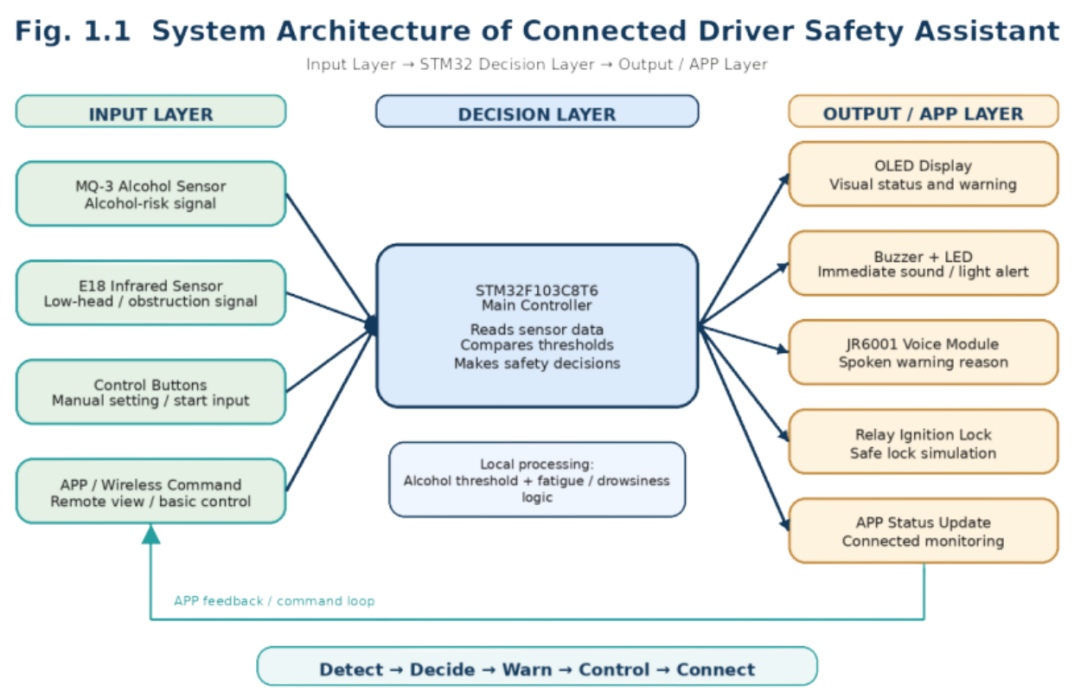 Fig. 1.1 System Architecture of Connected Driver Safety Assistant
Input Layer → STM32 Decision Layer → Output / APP Layer
INPUT LAYER
MQ-3 Alcohol Sensor
Alcohol-risk signal
E18 Infrared Sensor
Low-head / obstruction signal
Control Buttons
Manual setting / start input
APP / Wireless Command
Remote view / basic control
DECISION LAYER
STM32F103C8T6
Main Controller
Reads sensor data
Compares thresholds
Makes safety decisions
Local processing:
Alcohol threshold + fatigue / drowsiness
logic
OUTPUT / APP LAYER
OLED Display
Visual status and warning
Buzzer + LED
Immediate sound / light alert
JR6001 Voice Module
Spoken warning reason
Relay Ignition Lock
Safe lock simulation
APP Status Update
Connected monitoring
APP feedback / command loop
Detect → Decide → Warn → Control → Connect